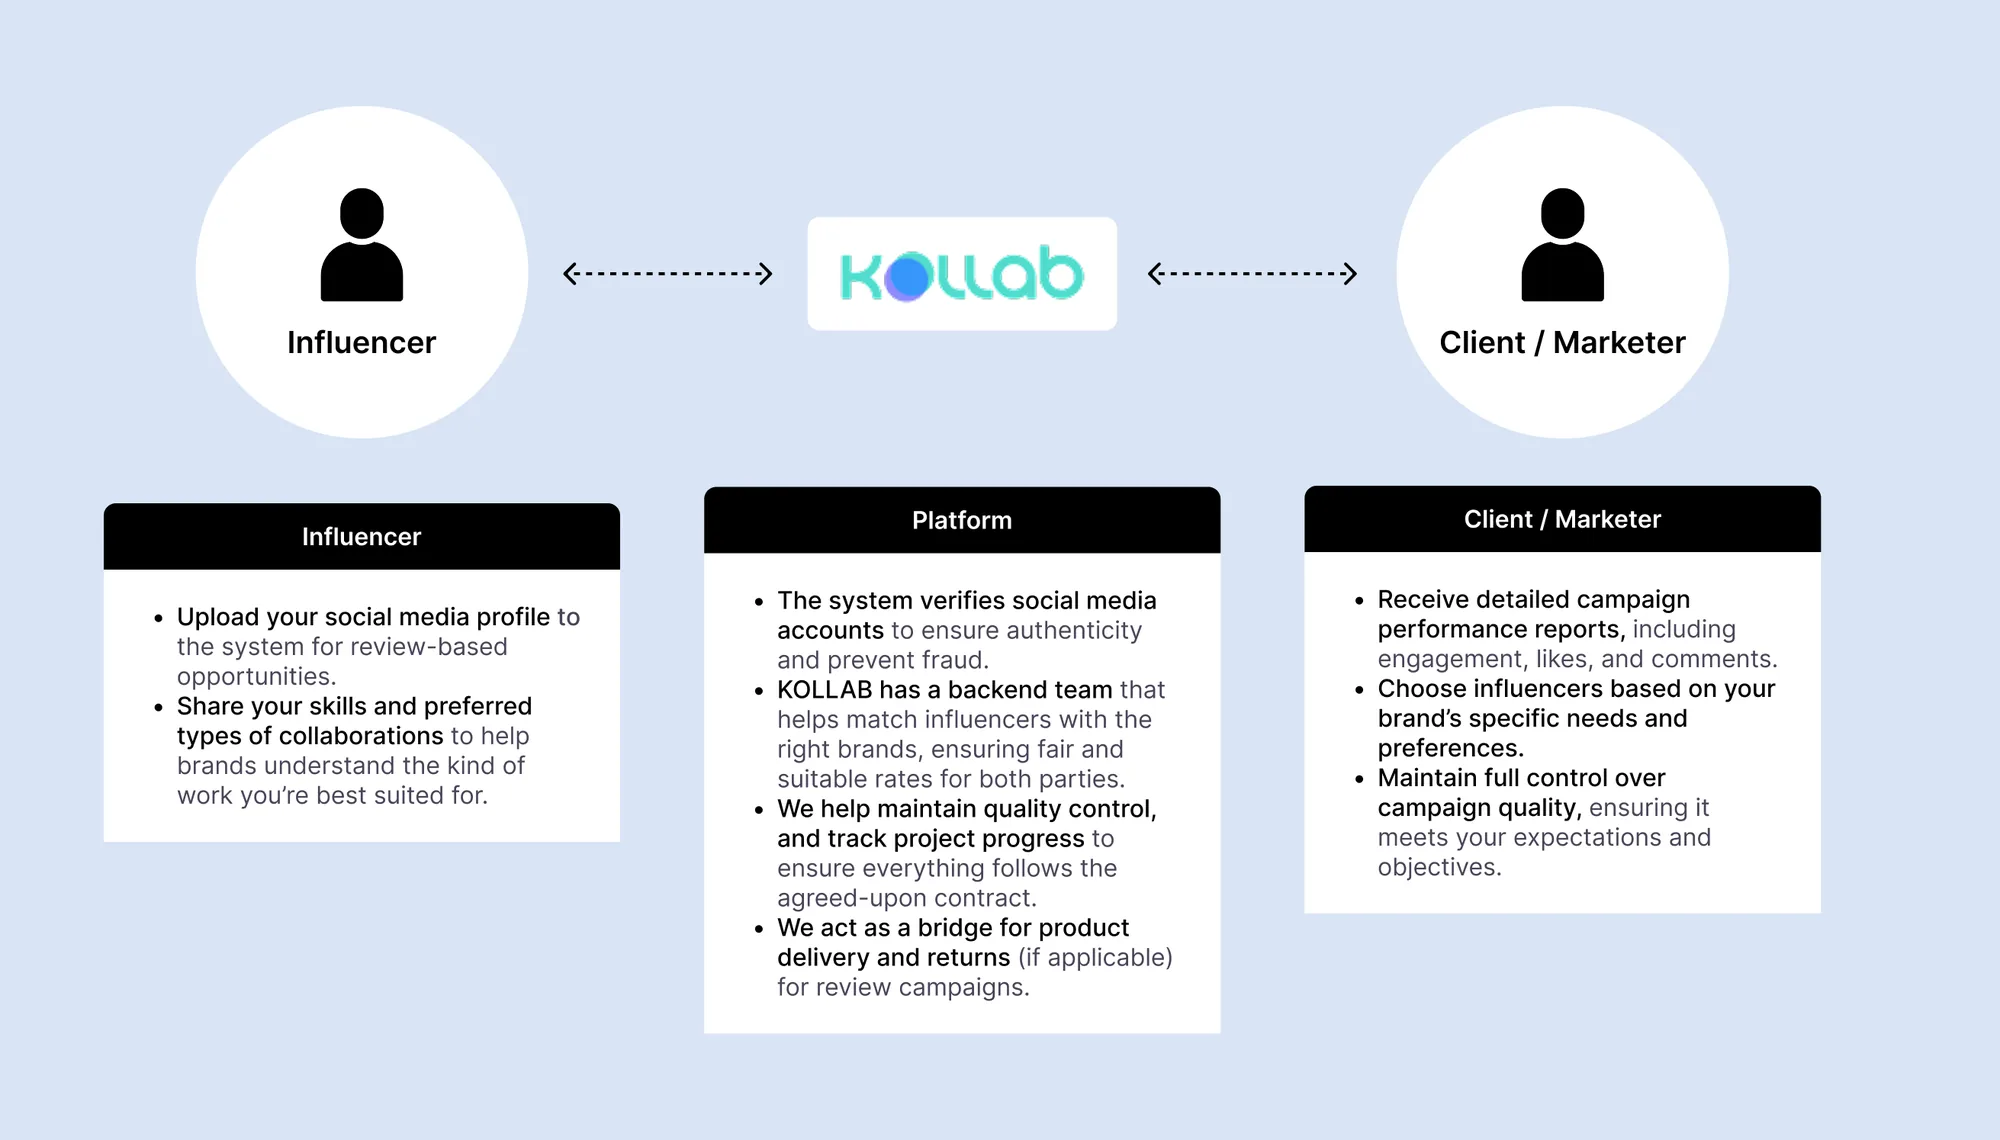 Influencer
Kollab
Client / Marketer
Influencer
• Upload your social media profile to
the system for review-based
opportunities.
• Share your skills and preferred
types of collaborations to help
brands understand the kind of
work you’re best suited for.
Platform
• The system verifies social media
accounts to ensure authenticity
and prevent fraud.
• KOLLAB has a backend team that
helps match influencers with the
right brands, ensuring fair and
suitable rates for both parties.
• We help maintain quality control,
and track project progress to
ensure everything follows the
agreed-upon contract.
• We act as a bridge for product
delivery and returns (if applicable)
for review campaigns.
Client / Marketer
• Receive detailed campaign
performance reports, including
engagement, likes, and comments.
• Choose influencers based on your
brand’s specific needs and
preferences.
• Maintain full control over
campaign quality, ensuring it
meets your expectations and
objectives.